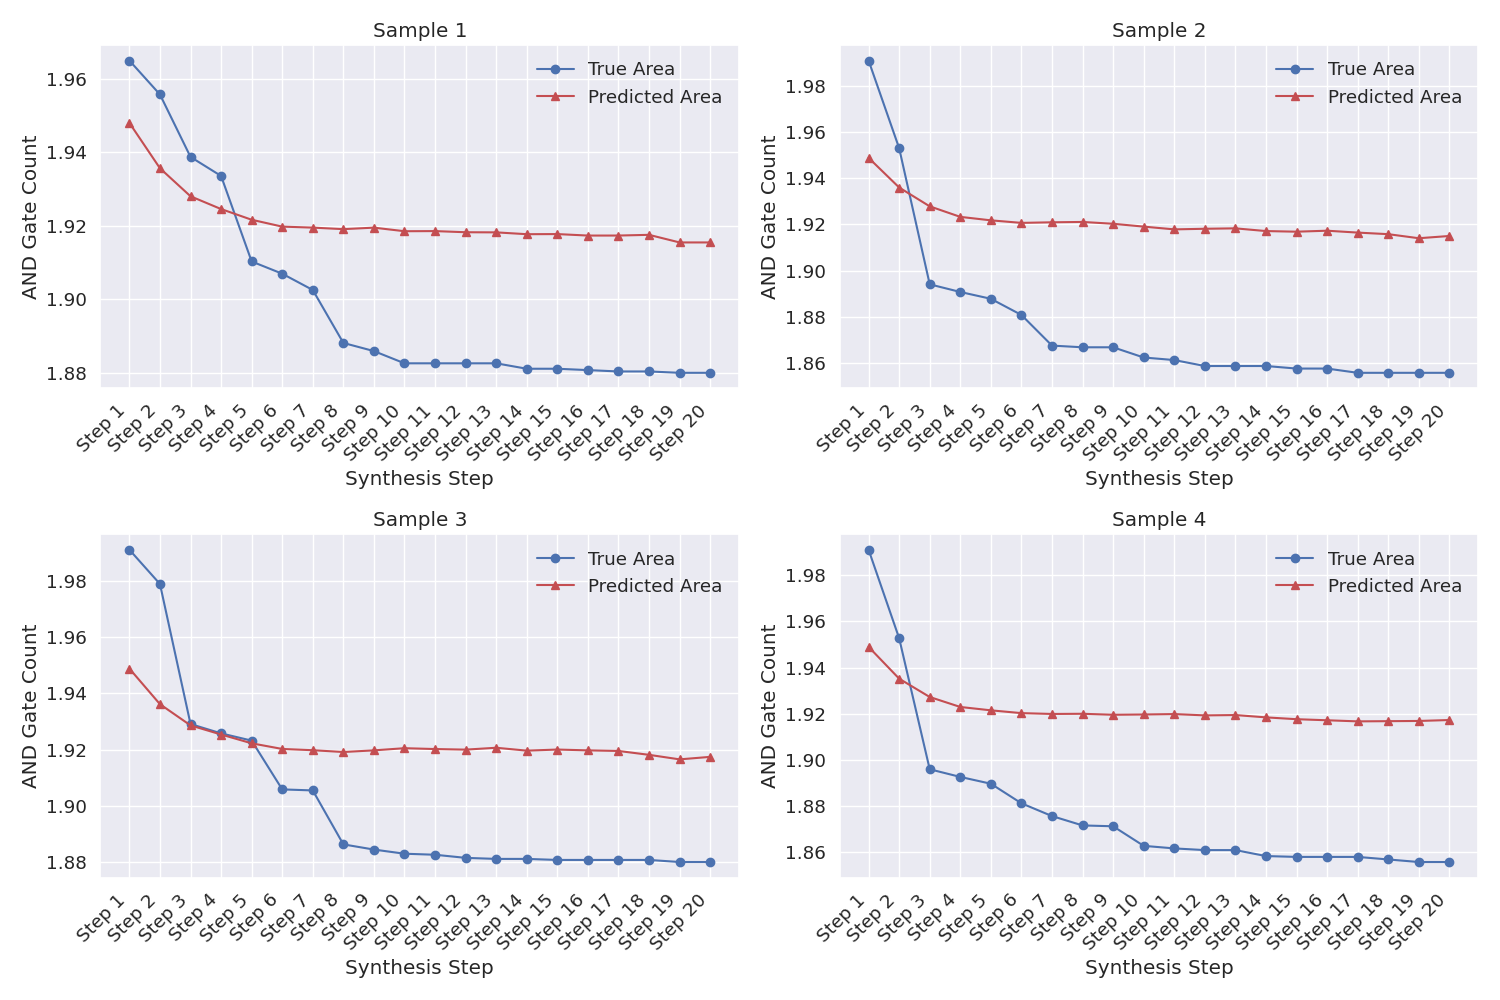 Sample 1
True Area
Predicted Area
AND Gate Count
1.96
1.94
1.92
1.90
1.88
Step 1
Step 2
Step 3
Step 4
Step 5
Step 6
Step 7
Step 8
Step 9
Step 10
Step 11
Step 12
Step 13
Step 14
Step 15
Step 16
Step 17
Step 18
Step 19
Step 20
Synthesis Step
Sample 2
True Area
Predicted Area
AND Gate Count
1.98
1.96
1.94
1.92
1.90
1.88
1.86
Step 1
Step 2
Step 3
Step 4
Step 5
Step 6
Step 7
Step 8
Step 9
Step 10
Step 11
Step 12
Step 13
Step 14
Step 15
Step 16
Step 17
Step 18
Step 19
Step 20
Synthesis Step
Sample 3
True Area
Predicted Area
AND Gate Count
1.98
1.96
1.94
1.92
1.90
1.88
Step 1
Step 2
Step 3
Step 4
Step 5
Step 6
Step 7
Step 8
Step 9
Step 10
Step 11
Step 12
Step 13
Step 14
Step 15
Step 16
Step 17
Step 18
Step 19
Step 20
Synthesis Step
Sample 4
True Area
Predicted Area
AND Gate Count
1.98
1.96
1.94
1.92
1.90
1.88
1.86
Step 1
Step 2
Step 3
Step 4
Step 5
Step 6
Step 7
Step 8
Step 9
Step 10
Step 11
Step 12
Step 13
Step 14
Step 15
Step 16
Step 17
Step 18
Step 19
Step 20
Synthesis Step